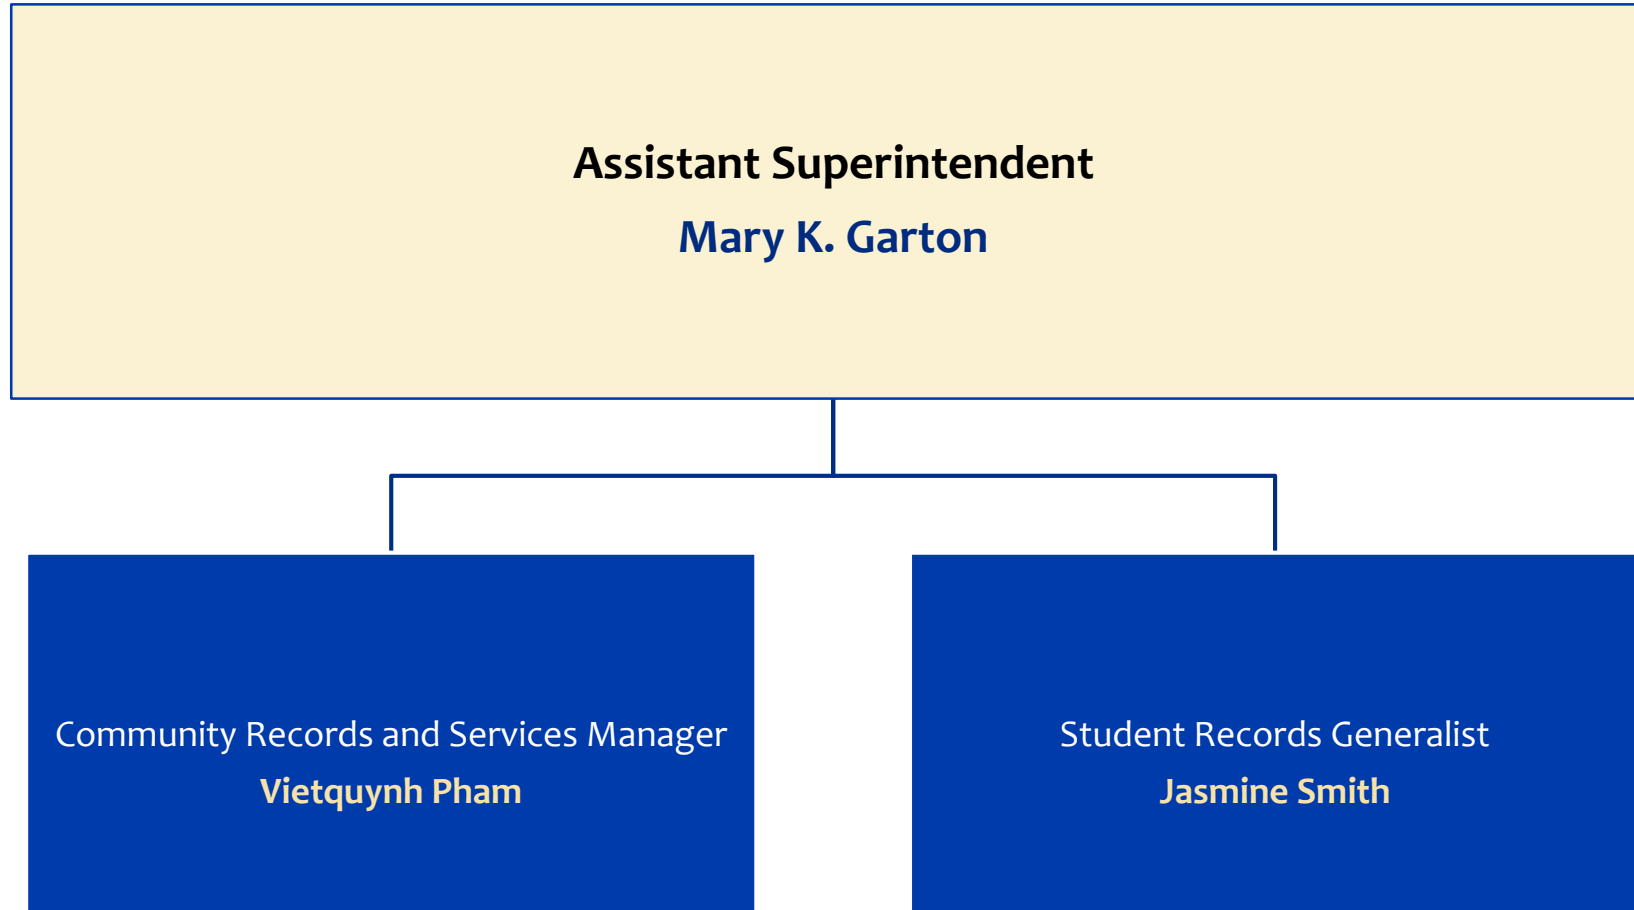 Assistant Superintendent
Mary K. Garton
Community Records and Services Manager
Vietquynh Pham
Student Records Generalist
Jasmine Smith